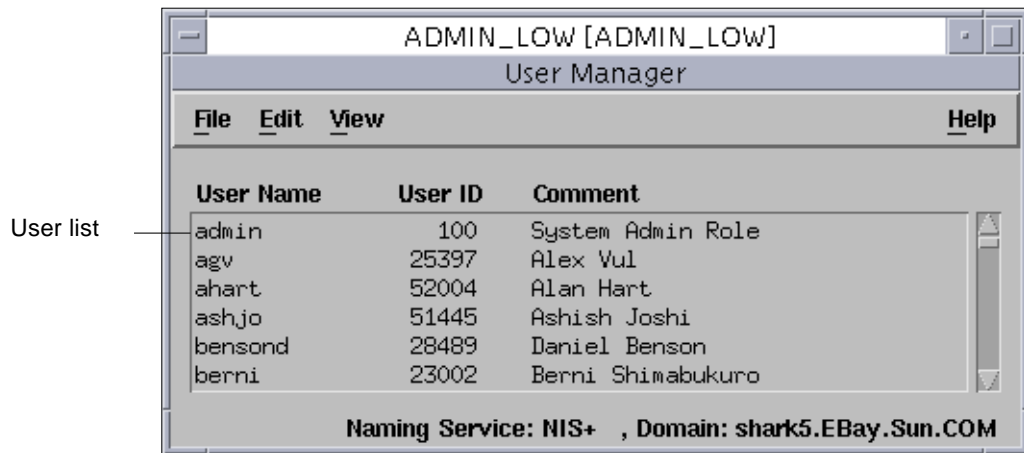 ADMIN_LOW [ADMIN_LOW]
User Manager
File Edit View Help
User Name User ID Comment
User list
admin 100 System Admin Role
agv 25397 Alex Vul
ahart 52004 Alan Hart
ashjo 51445 Ashish Joshi
bensond 28489 Daniel Benson
berni 23002 Berni Shimabukuro
Naming Service: NIS+ , Domain: shark5.EBay.Sun.COM